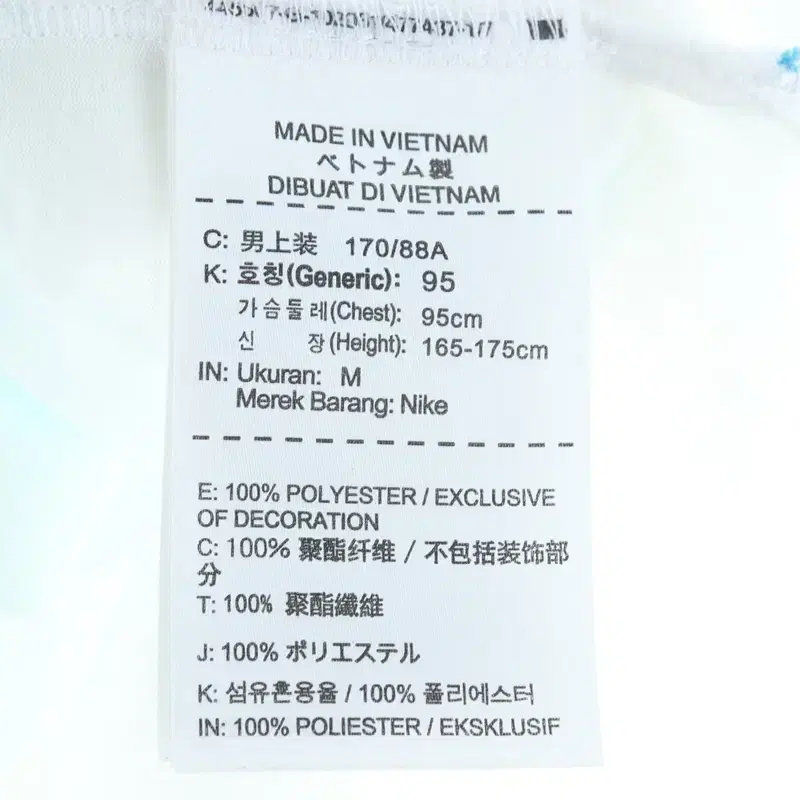 MADE IN VIETNAM
ベトナム製
DIBUAT DI VIETNAM
C: 男上装 170/88A
K: 호칭(Generic): 95
가슴둘레(Chest): 95cm
신 장(Height): 165-175cm
IN: Ukuran: M
Merek Barang: Nike
E: 100% POLYESTER / EXCLUSIVE
OF DECORATION
C: 100% 聚酯纤维 / 不包括装饰部
分
T: 100% 聚酯纖維
J: 100% ポリエステル
K: 섬유혼용율 / 100% 폴리에스터
IN: 100% POLIESTER / EKSKLUSIF